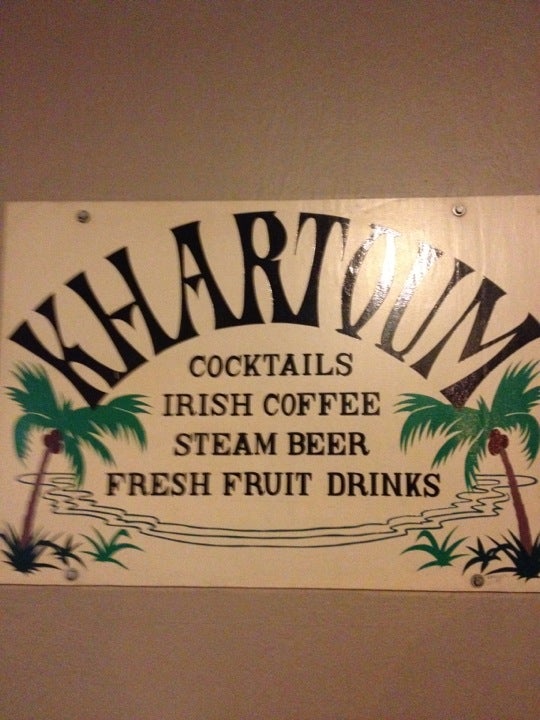 KHARTOUM
COCKTAILS
IRISH COFFEE
STEAM BEER
FRESH FRUIT DRINKS